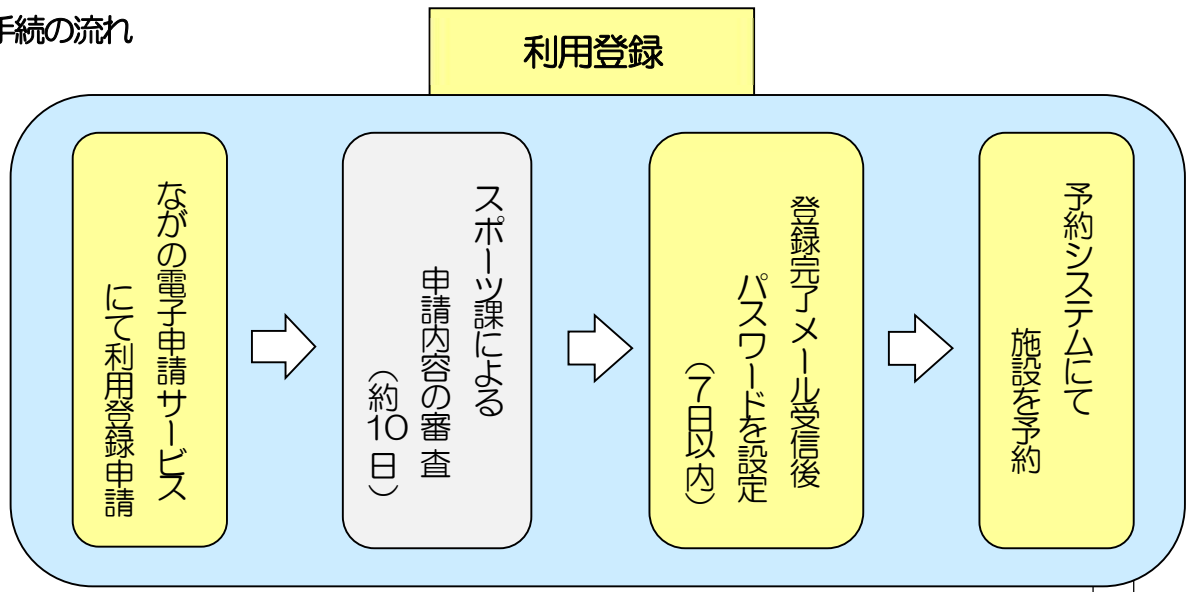 手続の流れ
利用登録
ながの電子申請サービス
にて利用登録申請
スポーツ課による
申請内容の審査
（約10日）
登録完了メール受信後
パスワードを設定
（7日以内）
予約システムにて
施設を予約